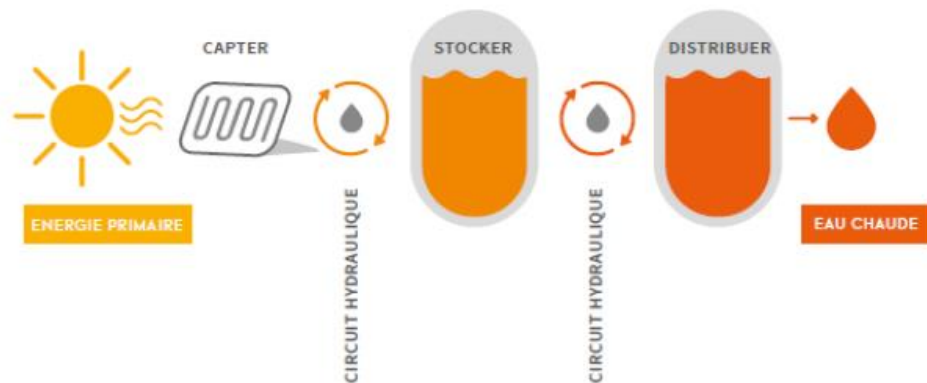 CAPTER
STOCKER
DISTRIBUER
ENERGIE PRIMAIRE
CIRCUIT HYDRAULIQUE
CIRCUIT HYDRAULIQUE
EAU CHAUDE